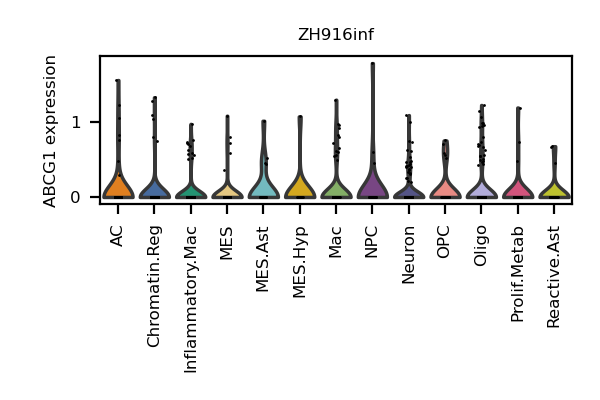 ZH916inf
ABCG1 expression
1
0
AC
Chromatin.Reg
Inflammatory.Mac
MES
MES.Ast
MES.Hyp
Mac
NPC
Neuron
OPC
Oligo
Prolif.Metab
Reactive.Ast